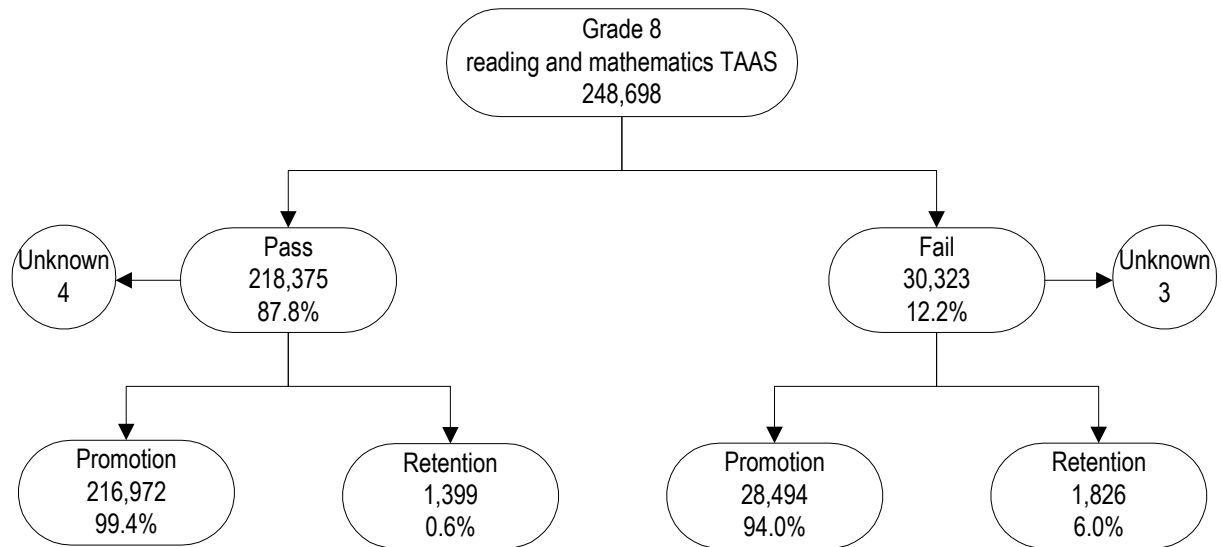 Grade 8
reading and mathematics TAAS
248,698
Unknown
4
Pass
218,375
87.8%
Fail
30,323
12.2%
Unknown
3
Promotion
216,972
99.4%
Retention
1,399
0.6%
Promotion
28,494
94.0%
Retention
1,826
6.0%